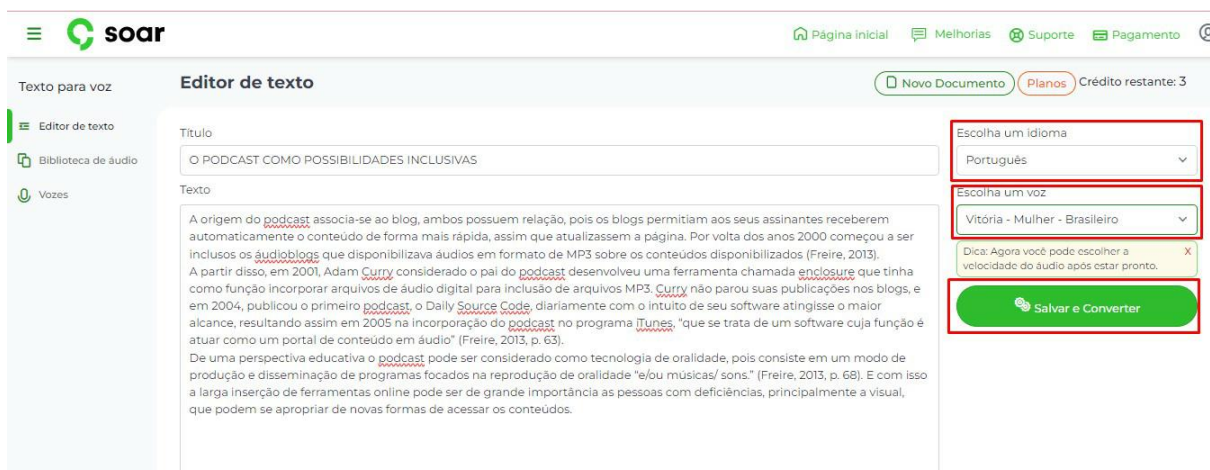 soar
Página inicial
Melhorias
Suporte
Pagamento
Texto para voz
Editor de texto
Biblioteca de áudio
Vozes
Editor de texto
Novo Documento
Planos
Crédito restante: 3
Título
O PODCAST COMO POSSIBILIDADES INCLUSIVAS
Texto
A origem do podcast associa-se ao blog, ambos possuem relação, pois os blogs permitiam aos seus assinantes receberem
automaticamente o conteúdo de forma mais rápida, assim que atualizassem a página. Por volta dos anos 2000 começou a ser
inclusos os áudioblogs que disponibilizava áudios em formato de MP3 sobre os conteúdos disponibilizados (Freire, 2013).
A partir disso, em 2001, Adam Curry considerado o pai do podcast desenvolveu uma ferramenta chamada enclosure que tinha
como função incorporar arquivos de áudio digital para inclusão de arquivos MP3. Curry não parou suas publicações nos blogs, e
em 2004, publicou o primeiro podcast, o Daily Source Code, diariamente com o intuito de seu software atingisse o maior
alcance, resultando assim em 2005 na incorporação do podcast no programa iTunes, “que se trata de um software cuja função é
atuar como um portal de conteúdo em áudio” (Freire, 2013, p. 63).
De uma perspectiva educativa o podcast pode ser considerado como tecnologia de oralidade, pois consiste em um modo de
produção e disseminação de programas focados na reprodução de oralidade “e/ou músicas/ sons.” (Freire, 2013, p. 68). E com isso
a larga inserção de ferramentas online pode ser de grande importância as pessoas com deficiências, principalmente a visual,
que podem se apropriar de novas formas de acessar os conteúdos.
Escolha um idioma
Português
Escolha um voz
Vitória - Mulher - Brasileiro
Dica: Agora você pode escolher a X
velocidade do áudio após estar pronto.
Salvar e Converter